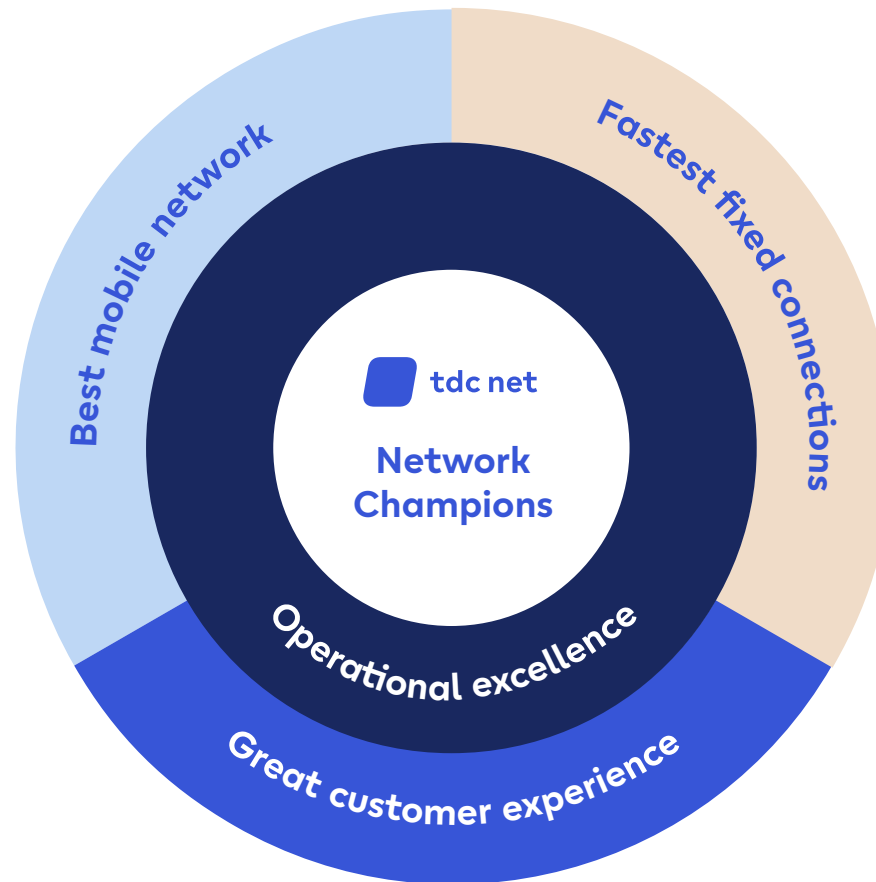 Best mobile network
Fastest fixed connections
tdc net
Network
Champions
Operational excellence
Great customer experience